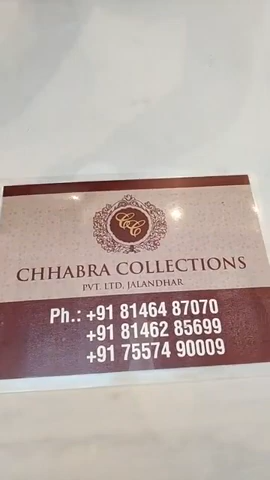 CC
CHHABRA COLLECTIONS
PVT. LTD. JALANDHAR
Ph.: +91 81464 87070
+91 81462 85699
+91 75574 90009